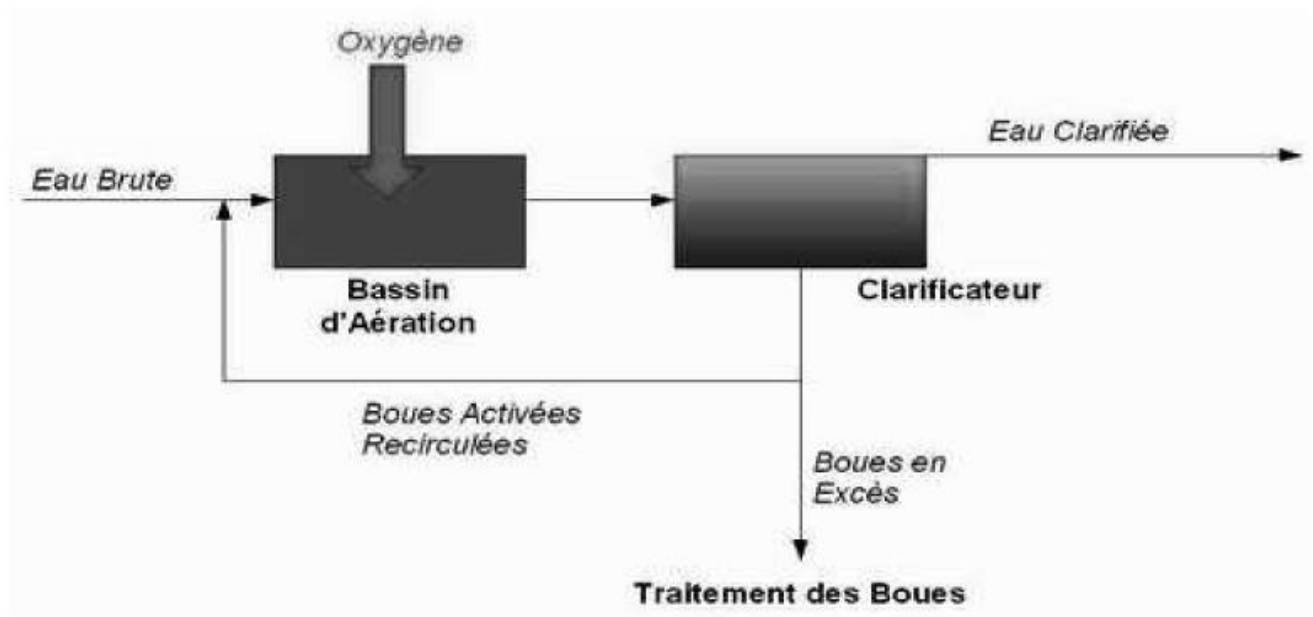 Oxygène
Eau Clarifiée
Eau Brute
Bassin
d'Aération
Clarificateur
Boues Activées
Recirculées
Boues en
Excès
Traitement des Boues